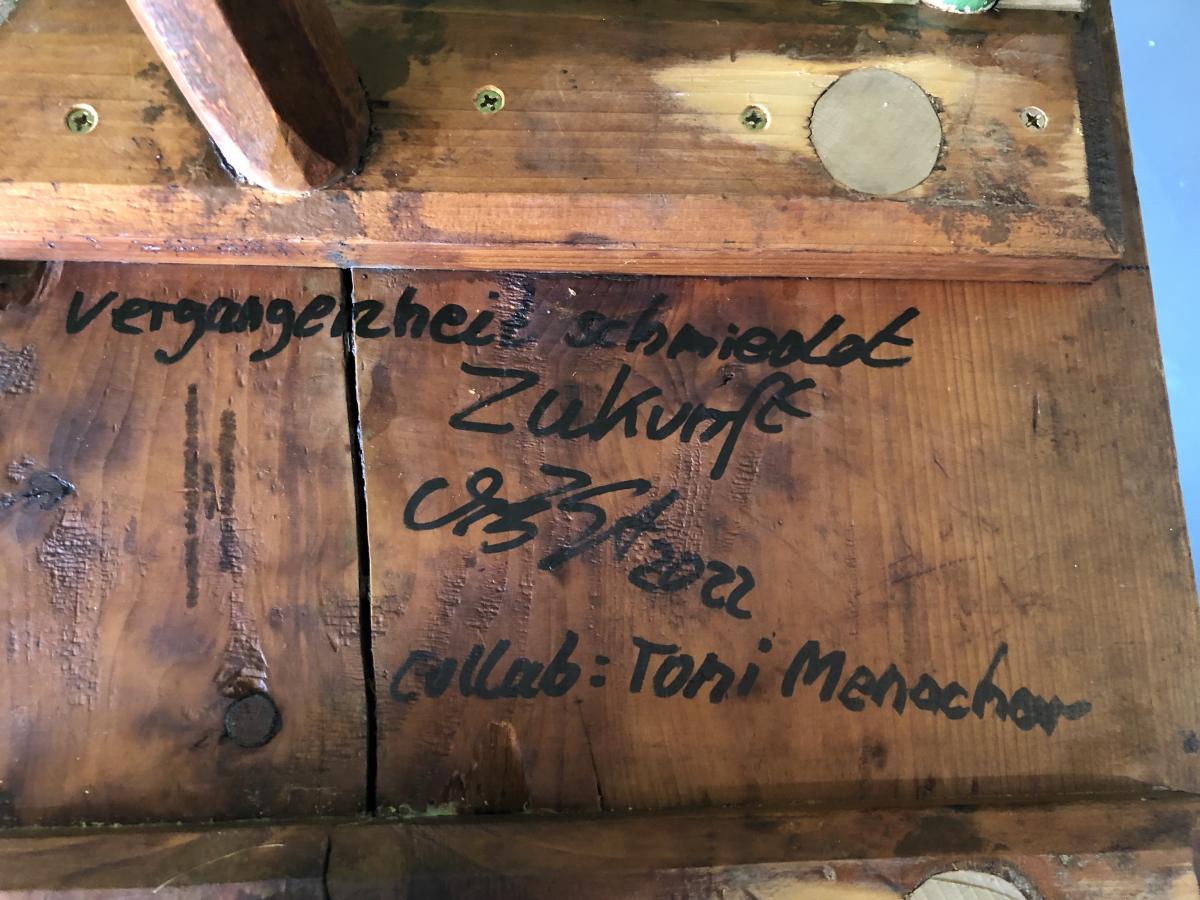 Vergangenheit schmiedet
Zukunft
2022
collab: Toni Menacher